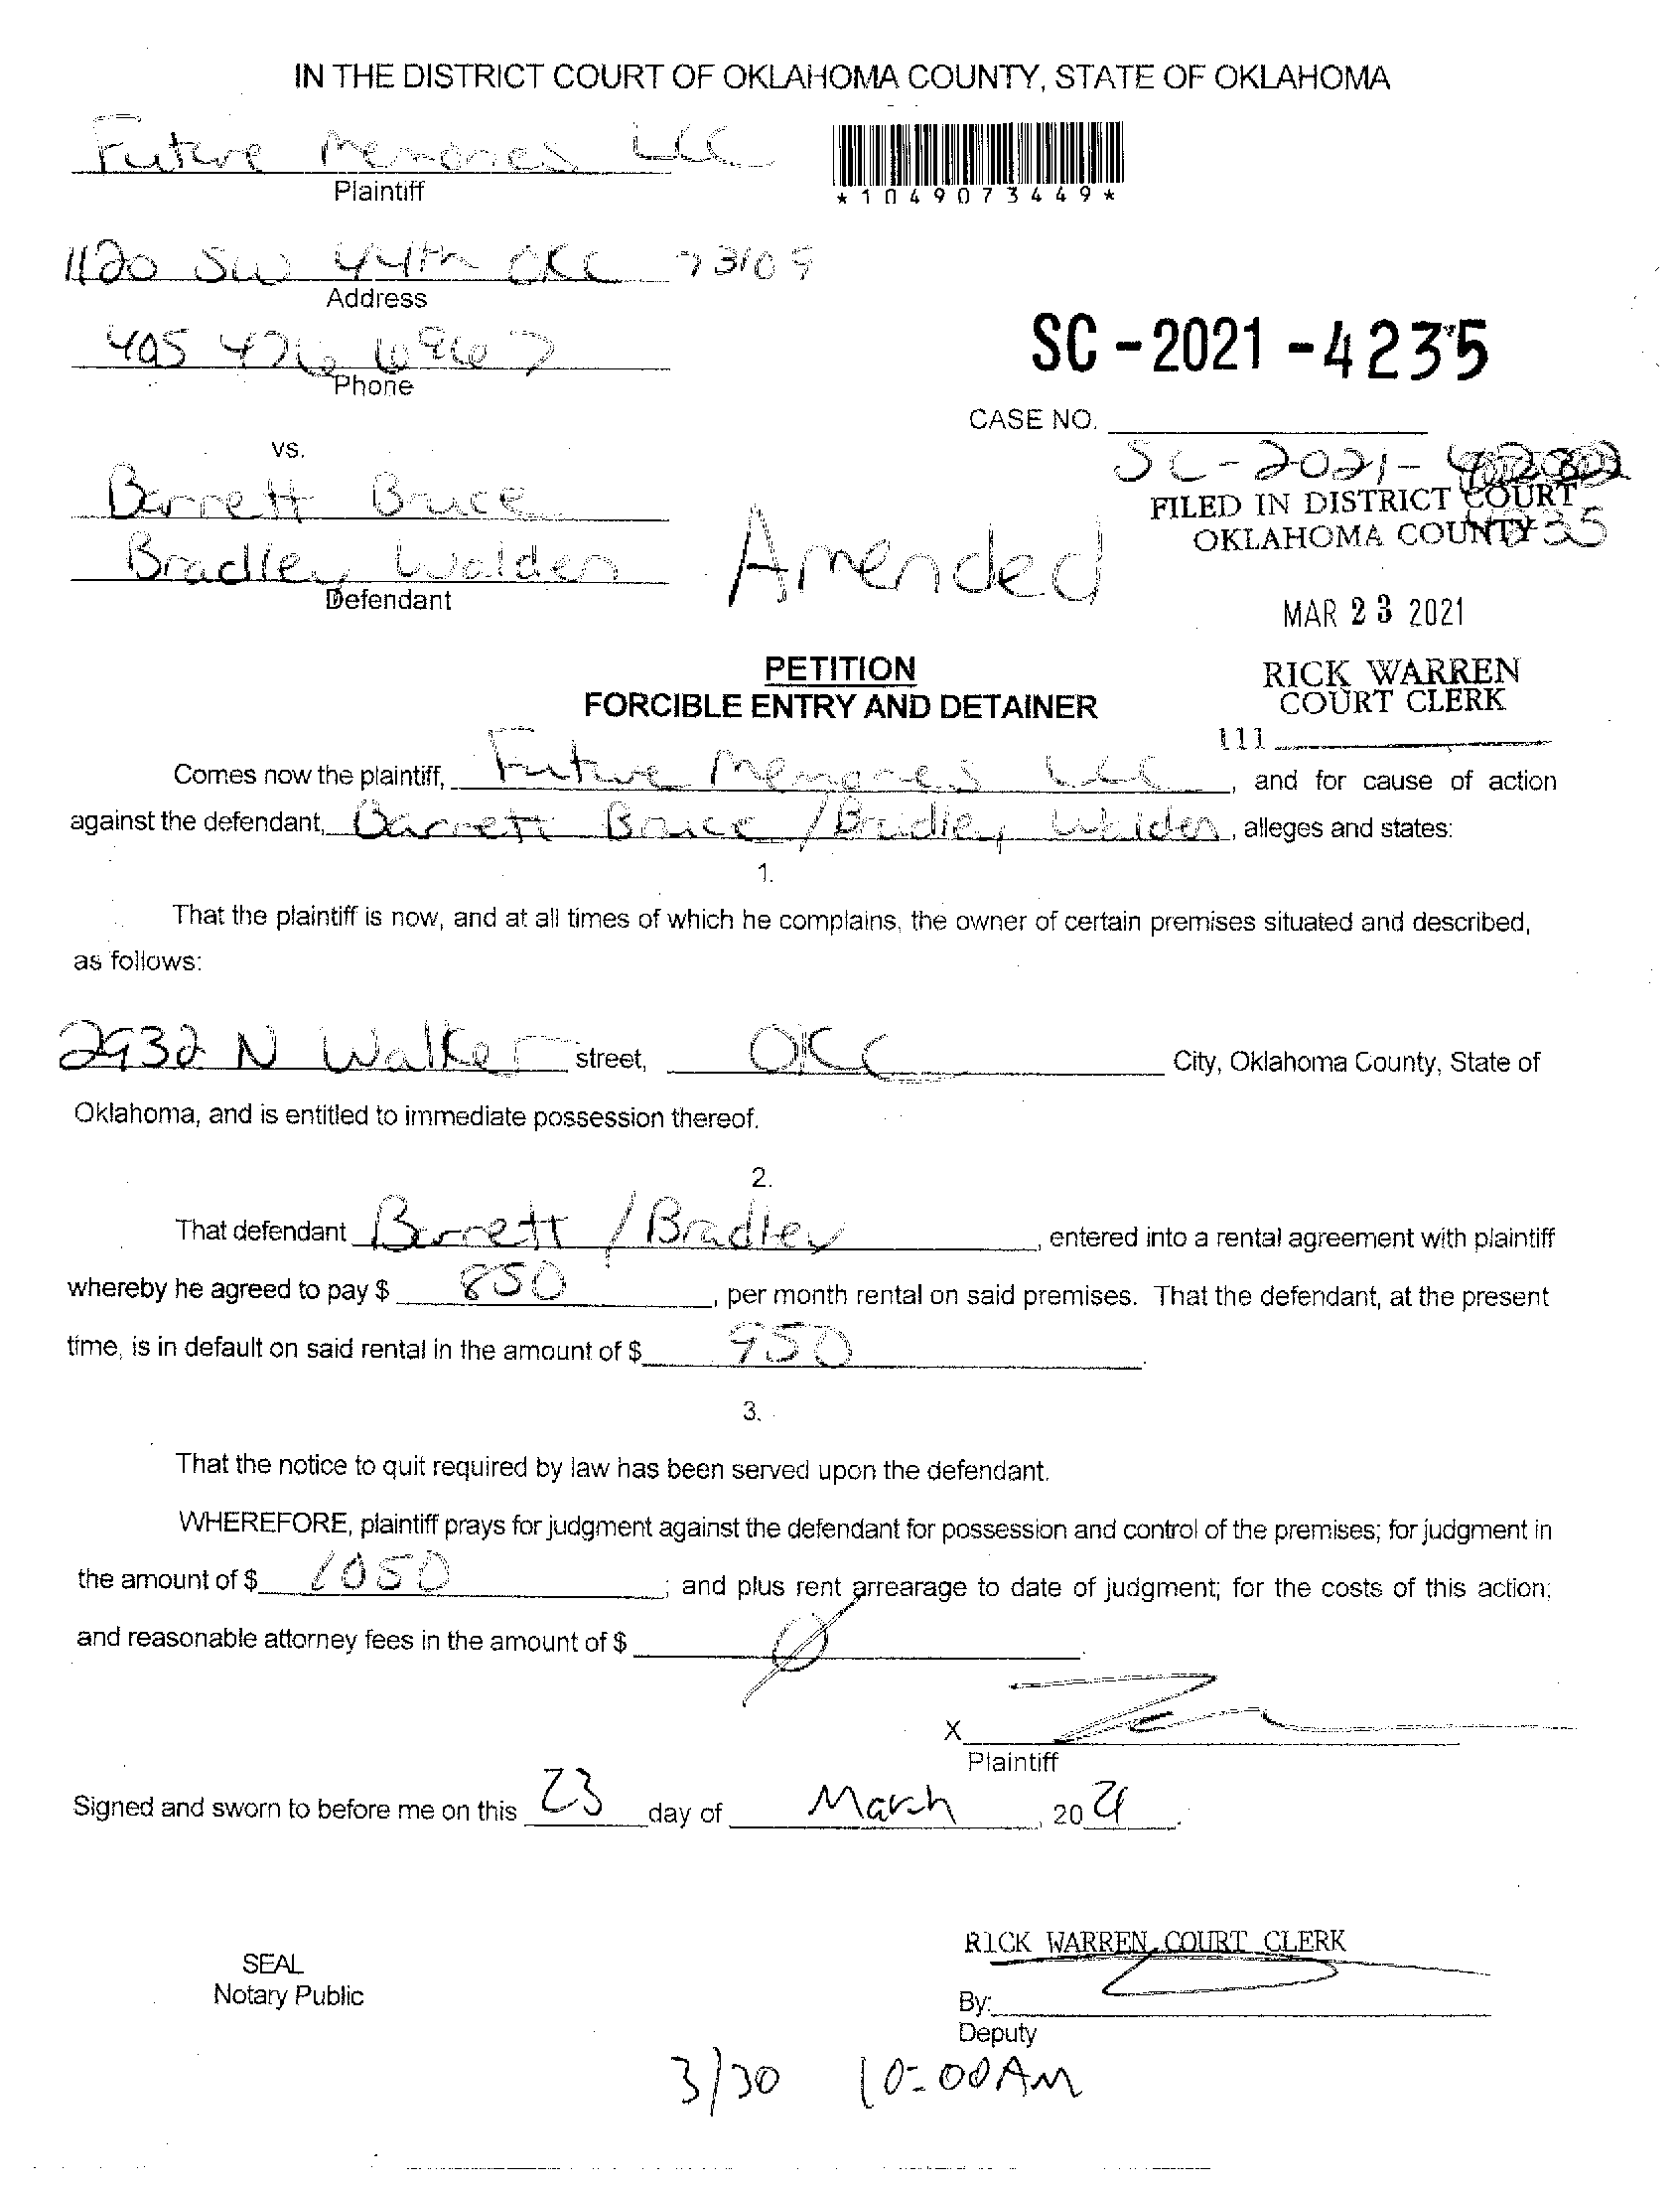 IN THE DISTRICT COURT OF OKLAHOMA COUNTY, STATE OF OKLAHOMA
Future Memories LLC
Plaintiff
*1049073449*
1120 SW 44th OKC 73109
Address
405 476 6967
Phone
SC-2021-4235
CASE NO.
SC-2021-
4235
vs.
Barrett Bruce
Bradley Walden
Defendant
Amended
FILED IN DISTRICT COURT
OKLAHOMA COUNTY
MAR 23 2021
RICK WARREN
COURT CLERK
111
PETITION
FORCIBLE ENTRY AND DETAINER
Comes now the plaintiff, Future Memories LLC, and for cause of action
against the defendant, Barrett Bruce / Bradley Walden, alleges and states:
1.
That the plaintiff is now, and at all times of which he complains, the owner of certain premises situated and described,
as follows:
2932 N Walker street, OKC City, Oklahoma County, State of
Oklahoma, and is entitled to immediate possession thereof.
2.
That defendant Barrett / Bradley, entered into a rental agreement with plaintiff
whereby he agreed to pay $ 850, per month rental on said premises. That the defendant, at the present
time, is in default on said rental in the amount of $ 950.
3.
That the notice to quit required by law has been served upon the defendant.
WHEREFORE, plaintiff prays for judgment against the defendant for possession and control of the premises; for judgment in
the amount of $ 1050; and plus rent arrearage to date of judgment; for the costs of this action;
and reasonable attorney fees in the amount of $ Ø.
X
Plaintiff
Signed and sworn to before me on this 23 day of March, 2021.
RICK WARREN, COURT CLERK
SEAL
Notary Public
By:
Deputy
3/30 10:00AM